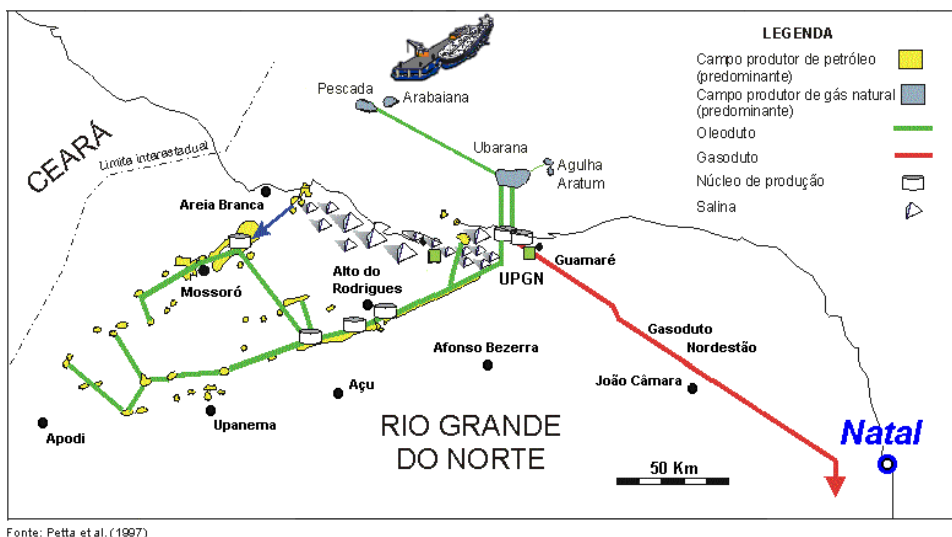 LEGENDA
Campo produtor de petróleo
(predominante)
Campo produtor de gás natural
(predominante)
Oleoduto
Gasoduto
Núcleo de produção
Salina
Pescada
Arabaiana
Ubarana
Agulha
Aratum
CEARÁ
Limite interestadual
Areia Branca
Mossoró
Alto do
Rodrigues
Guamaré
UPGN
Gasoduto
Nordestão
Afonso Bezerra
João Câmara
Açu
Upanema
Apodi
RIO GRANDE
DO NORTE
Natal
50 Km
Fonte: Petta et al. (1997)